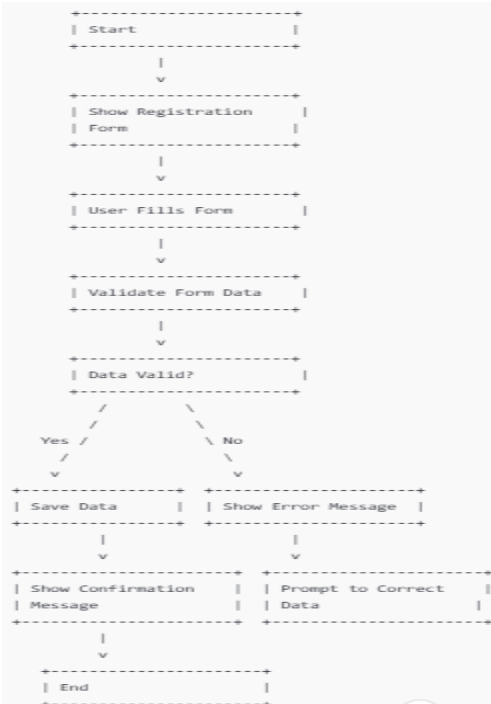 Start
Show Registration
Form
User Fills Form
Validate Form Data
Data Valid?
Yes
No
Save Data
Show Error Message
Show Confirmation
Message
Prompt to Correct
Data
End